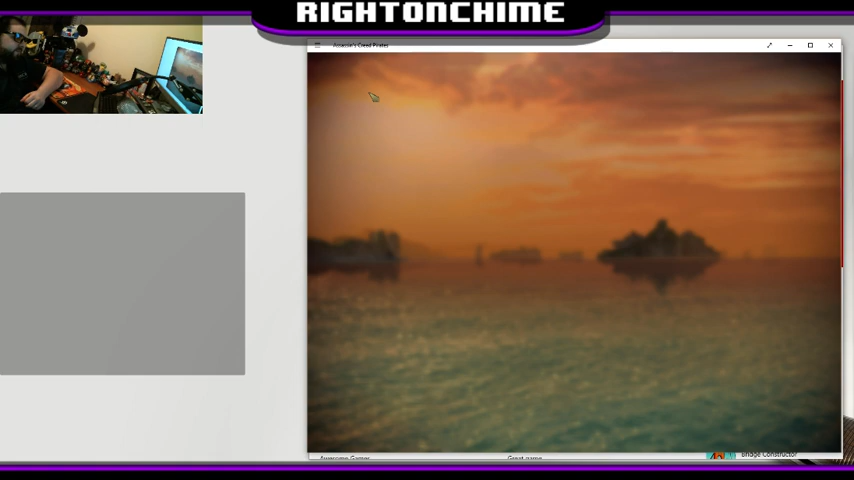 RIGHTONCHIME
Assassin's Creed Pirates
Awesome Games
Great game
Bridge Constructor